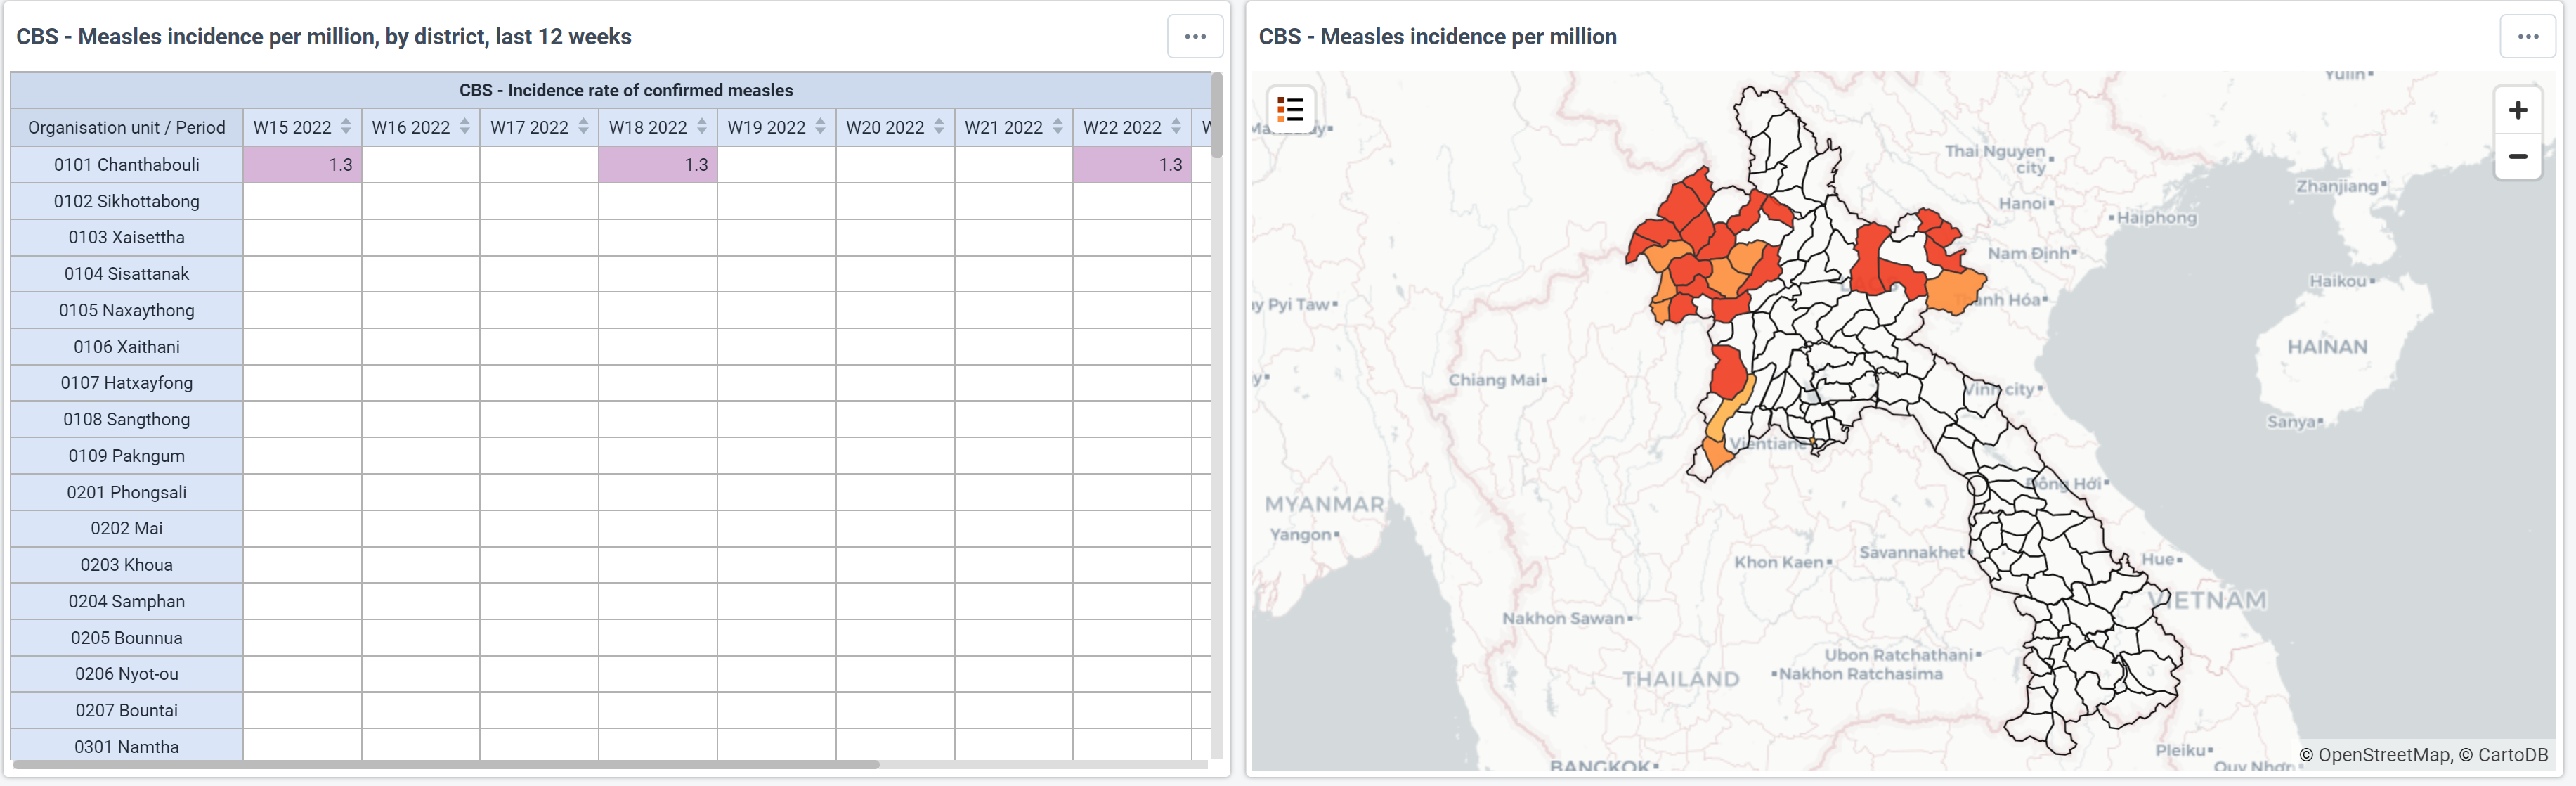 CBS - Measles incidence per million, by district, last 12 weeks
CBS - Incidence rate of confirmed measles
Organisation unit / Period W15 2022 W16 2022 W17 2022 W18 2022 W19 2022 W20 2022 W21 2022 W22 2022
0101 Chanthabouli 1.3 1.3 1.3
0102 Sikhottabong
0103 Xaisettha
0104 Sisattanak
0105 Naxaythong
0106 Xaithani
0107 Hatxayfong
0108 Sangthong
0109 Pakngum
0201 Phongsali
0202 Mai
0203 Khoua
0204 Samphan
0205 Bounnua
0206 Nyot-ou
0207 Bountai
0301 Namtha
CBS - Measles incidence per million
Yulin
Thai Nguyen
city
Zhanjiang
Hanoi
Haiphong
Nam Định
Haikou
Pyi Taw
HAINAN
Chiang Mai
Vinh city
Sanya
Vientiane
Đồng Hới
MYANMAR
Yangon
Savannakhet
Khon Kaen
Hue
VIETNAM
Nakhon Sawan
Ubon Ratchathani
THAILAND
Nakhon Ratchasima
Pleiku
BANGKOK
Quy Nhơn
© OpenStreetMap, © CartoDB